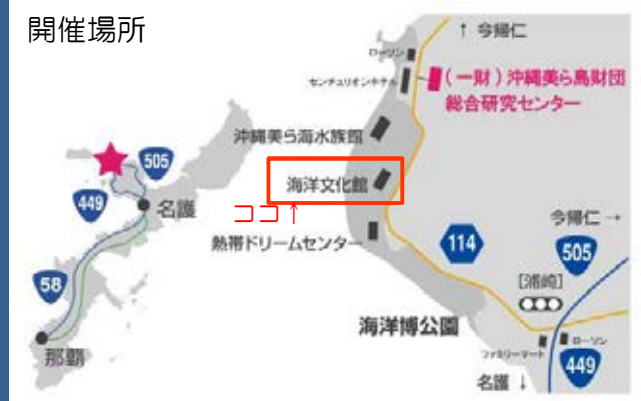 開催場所
↑ 今帰仁
ローソン
センチュリオンホテル
(一財)沖縄美ら島財団
総合研究センター
沖縄美ら海水族館
海洋文化館
ココ↑
熱帯ドリームセンター
505
449
名護
58
那覇
114
今帰仁 →
505
[浦崎]
海洋博公園
ファミリーマート
ローソン
449
名護 ↓